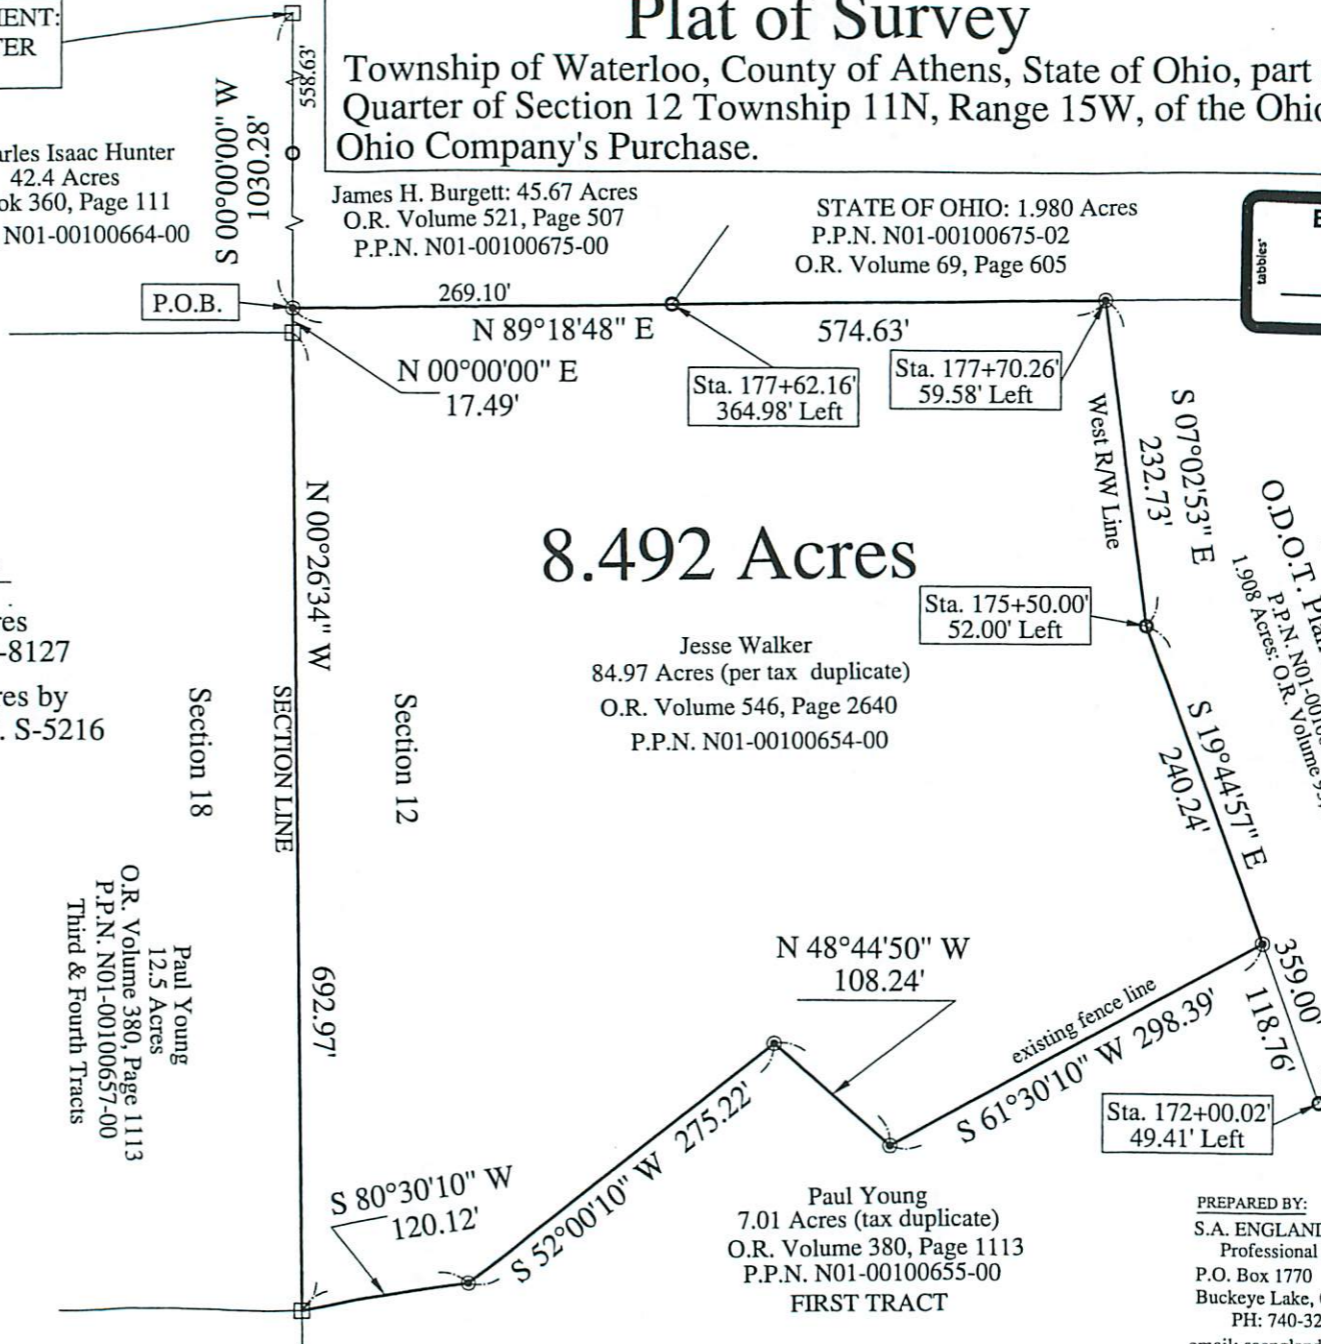 Plat of Survey
Township of Waterloo, County of Athens, State of Ohio, part
Quarter of Section 12 Township 11N, Range 15W, of the Ohio
Ohio Company's Purchase.
TER
S 00°00'00" W
1030.28'
558.63'
Isaac Hunter
42.4 Acres
360, Page 111
N01-00100664-00
James H. Burgett: 45.67 Acres
O.R. Volume 521, Page 507
P.P.N. N01-00100675-00
STATE OF OHIO: 1.980 Acres
P.P.N. N01-00100675-02
O.R. Volume 69, Page 605
tabbies'
P.O.B.
269.10'
N 89°18'48" E
574.63'
N 00°00'00" E
17.49'
Sta. 177+62.16'
364.98' Left
Sta. 177+70.26'
59.58' Left
West R/W Line
S 07°02'53" E
232.73'
O.D.O.T.
P.P.N.
1.908 Acres: O.R. Volume
N 00°26'34" W
692.97'
8.492 Acres
Sta. 175+50.00'
52.00' Left
Jesse Walker
84.97 Acres (per tax duplicate)
O.R. Volume 546, Page 2640
P.P.N. N01-00100654-00
-8127
by
S-5216
Section 18
SECTION LINE
Section 12
S 19°44'57" E
240.24'
Paul Young
12.5 Acres
O.R. Volume 380, Page 1113
P.P.N. N01-00100657-00
Third & Fourth Tracts
N 48°44'50" W
108.24'
existing fence line
S 61°30'10" W 298.39'
359.00'
118.76'
Sta. 172+00.02'
49.41' Left
S 52°00'10" W 275.22'
S 80°30'10" W
120.12'
Paul Young
7.01 Acres (tax duplicate)
O.R. Volume 380, Page 1113
P.P.N. N01-00100655-00
FIRST TRACT
PREPARED BY:
S.A. ENGLAND
Professional
P.O. Box 1770
Buckeye Lake,
PH: 740-32